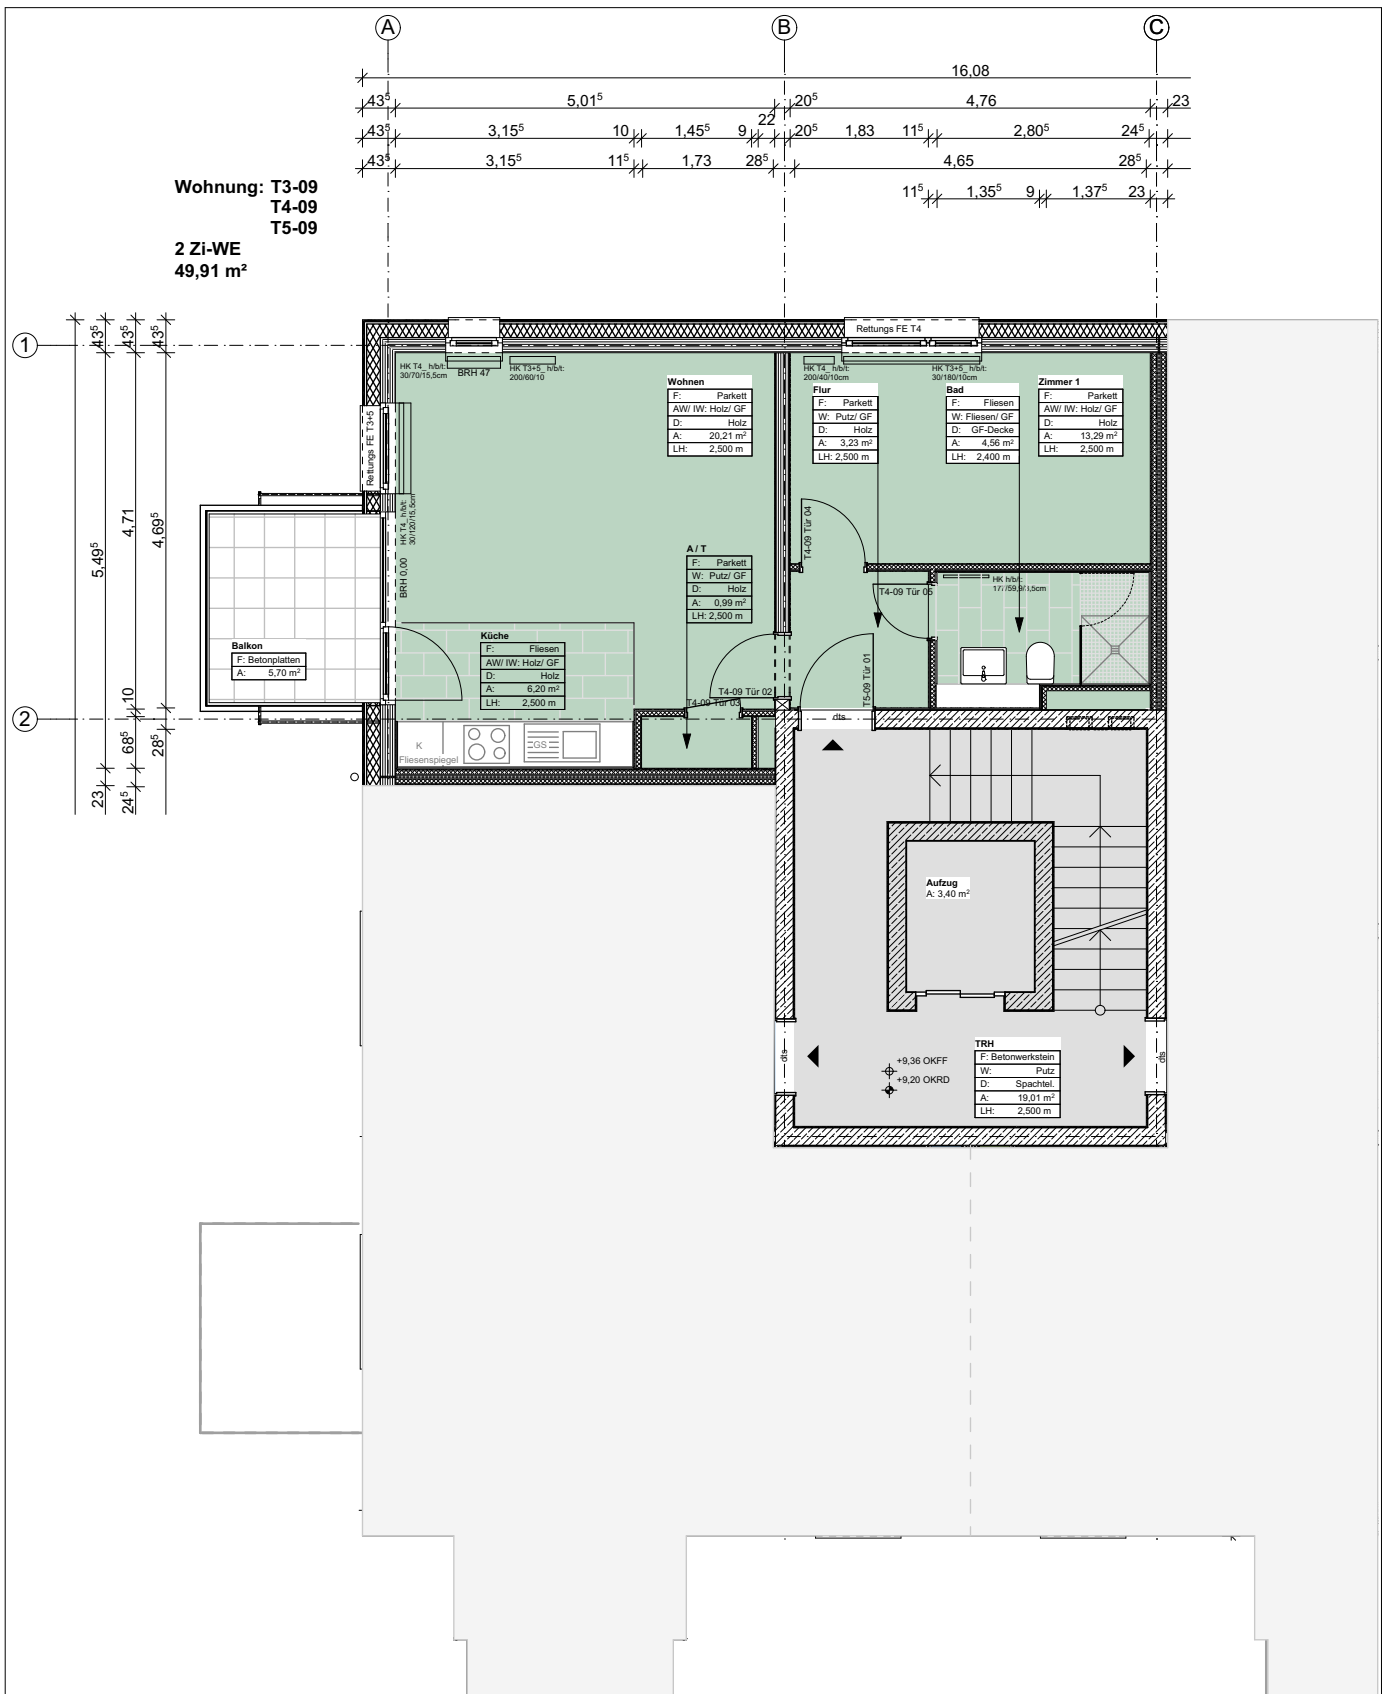 A B C
16,08
43⁵ 5,01⁵ 20⁵ 4,76 23
22
43⁵ 3,15⁵ 10 1,45⁵ 9 20⁵ 1,83 11⁵ 2,80⁵ 24⁵
43⁵ 3,15⁵ 11⁵ 1,73 28⁵ 4,65 28⁵
11⁵ 1,35⁵ 9 1,37⁵ 23
Wohnung: T3-09
T4-09
T5-09
2 Zi-WE
49,91 m²
1
43⁵ 43⁵ 43⁵
5,49⁵ 4,71 4,69⁵
10
2
68⁵ 28⁵
23 24⁵
Rettungs FE T4
HK T4_ h/b/t:
30/70/15,5cm
BRH 47
HK T3+5_ h/b/t:
200/60/10
HK T4_ h/b/t:
200/40/10cm
HK T3+5_ h/b/t:
30/180/10cm
Rettungs FE T3+5
HK T4_ h/b/t:
30/120/15,5cm
BRH 0,00
Wohnen
F: Parkett
AW/ IW: Holz/ GF
D: Holz
A: 20,21 m²
LH: 2,500 m
Flur
F: Parkett
W: Putz/ GF
D: Holz
A: 3,23 m²
LH: 2,500 m
Bad
F: Fliesen
W: Fliesen/ GF
D: GF-Decke
A: 4,56 m²
LH: 2,400 m
Zimmer 1
F: Parkett
AW/ IW: Holz/ GF
D: Holz
A: 13,29 m²
LH: 2,500 m
A / T
F: Parkett
W: Putz/ GF
D: Holz
A: 0,99 m²
LH: 2,500 m
T4-09 Tür 04
T4-09 Tür 05
HK h/b/t:
Küche
F: Fliesen
AW/ IW: Holz/ GF
D: Holz
A: 6,20 m²
LH: 2,500 m
Balkon
F: Betonplatten
A: 5,70 m²
T4-09 Tür 02
T4-09 Tür 03
T5-09 Tür 01
dts
K
GS
Fliesenspiegel
Aufzug
A: 3,40 m²
dts
dts
+9,36 OKFF
+9,20 OKRD
TRH
F: Betonwerkstein
W: Putz
D: Spachtel.
A: 19,01 m²
LH: 2,500 m